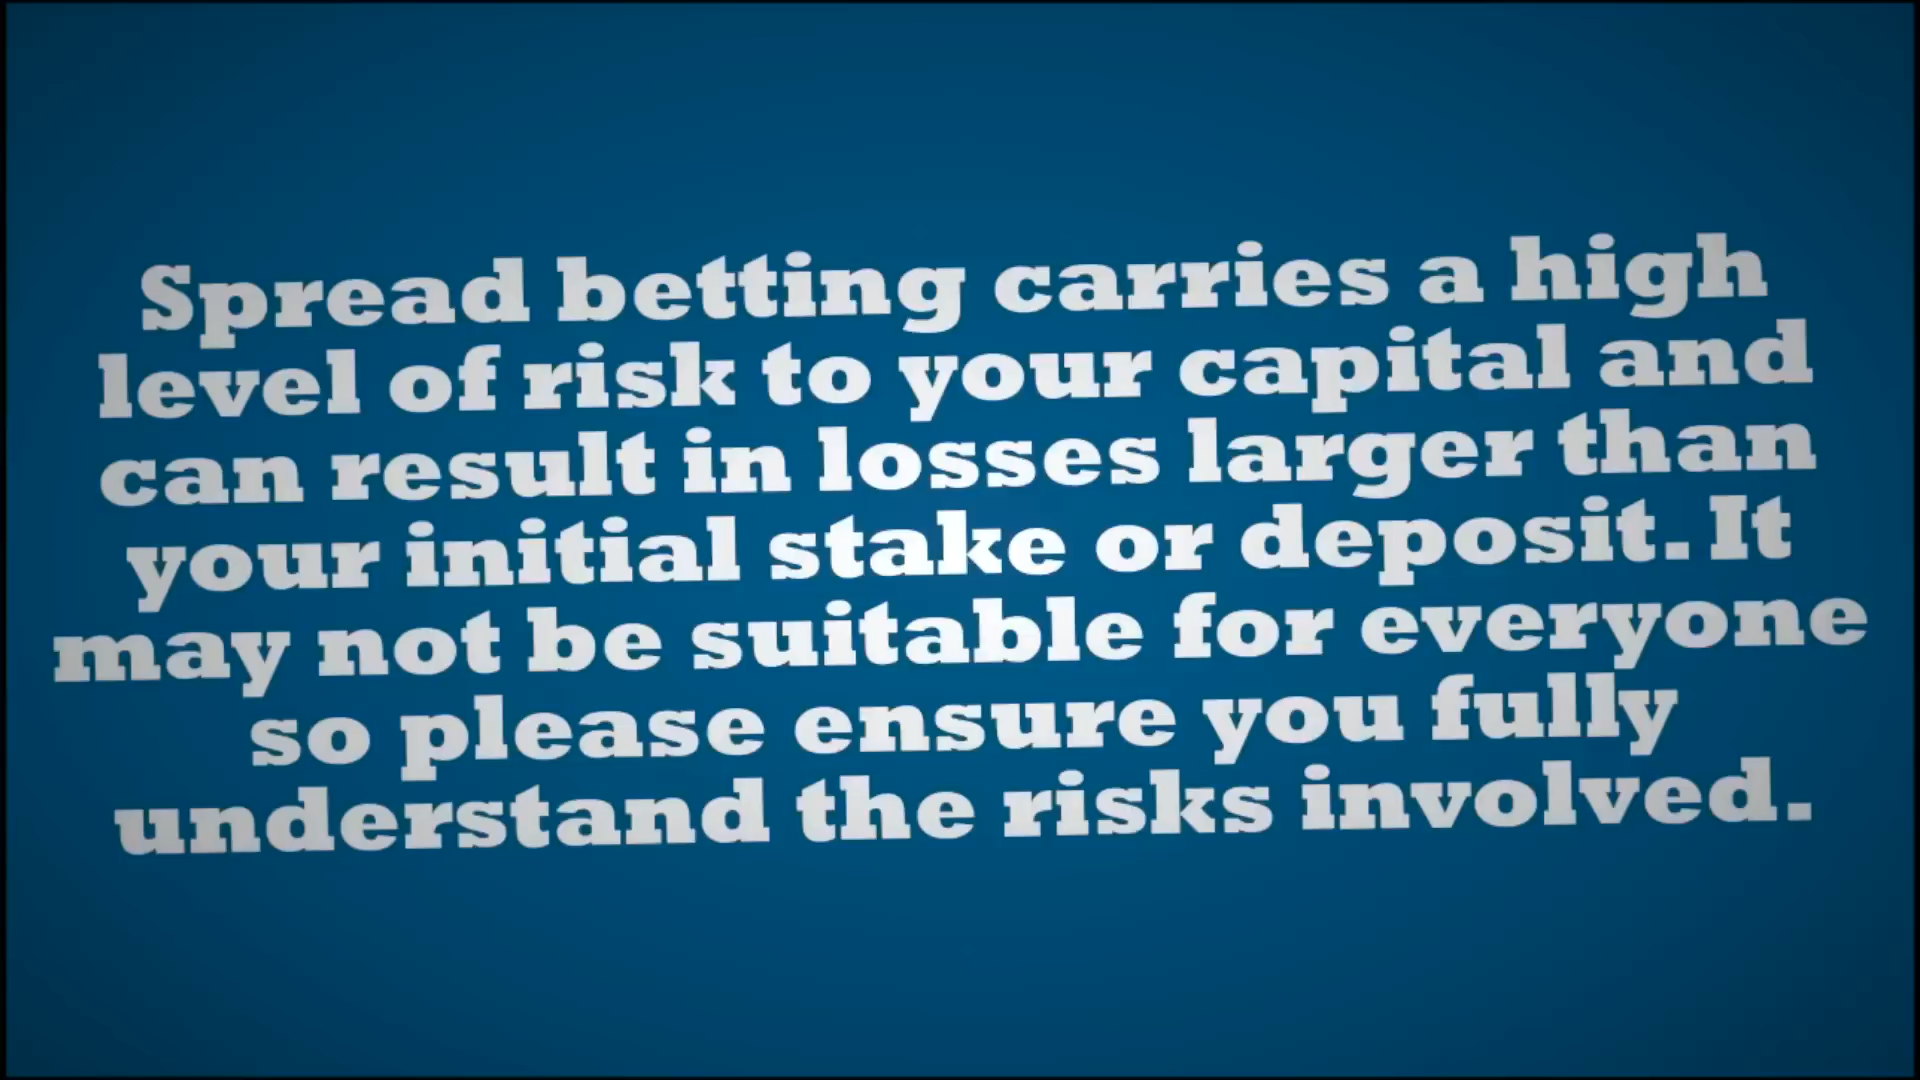 Spread betting carries a high
level of risk to your capital and
can result in losses larger than
your initial stake or deposit. It
may not be suitable for everyone
so please ensure you fully
understand the risks involved.